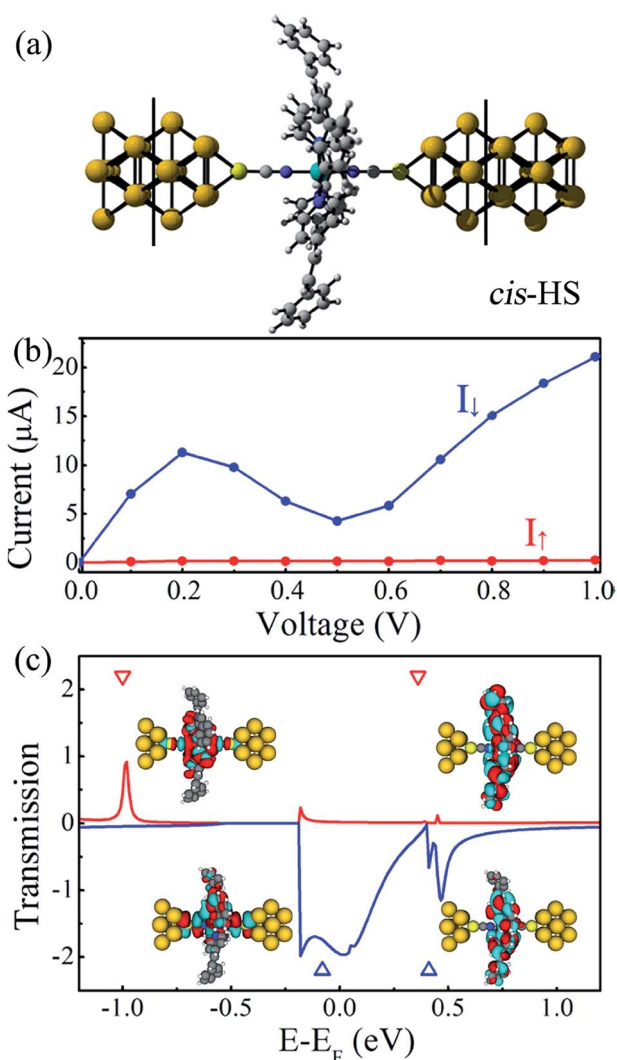 (a)
cis-HS
(b)
20
15
10
5
0
Current (μA)
I↓
I↑
0.0 0.2 0.4 0.6 0.8 1.0
Voltage (V)
(c)
2
1
0
-1
-2
Transmission
-1.0 -0.5 0.0 0.5 1.0
E-E_F (eV)